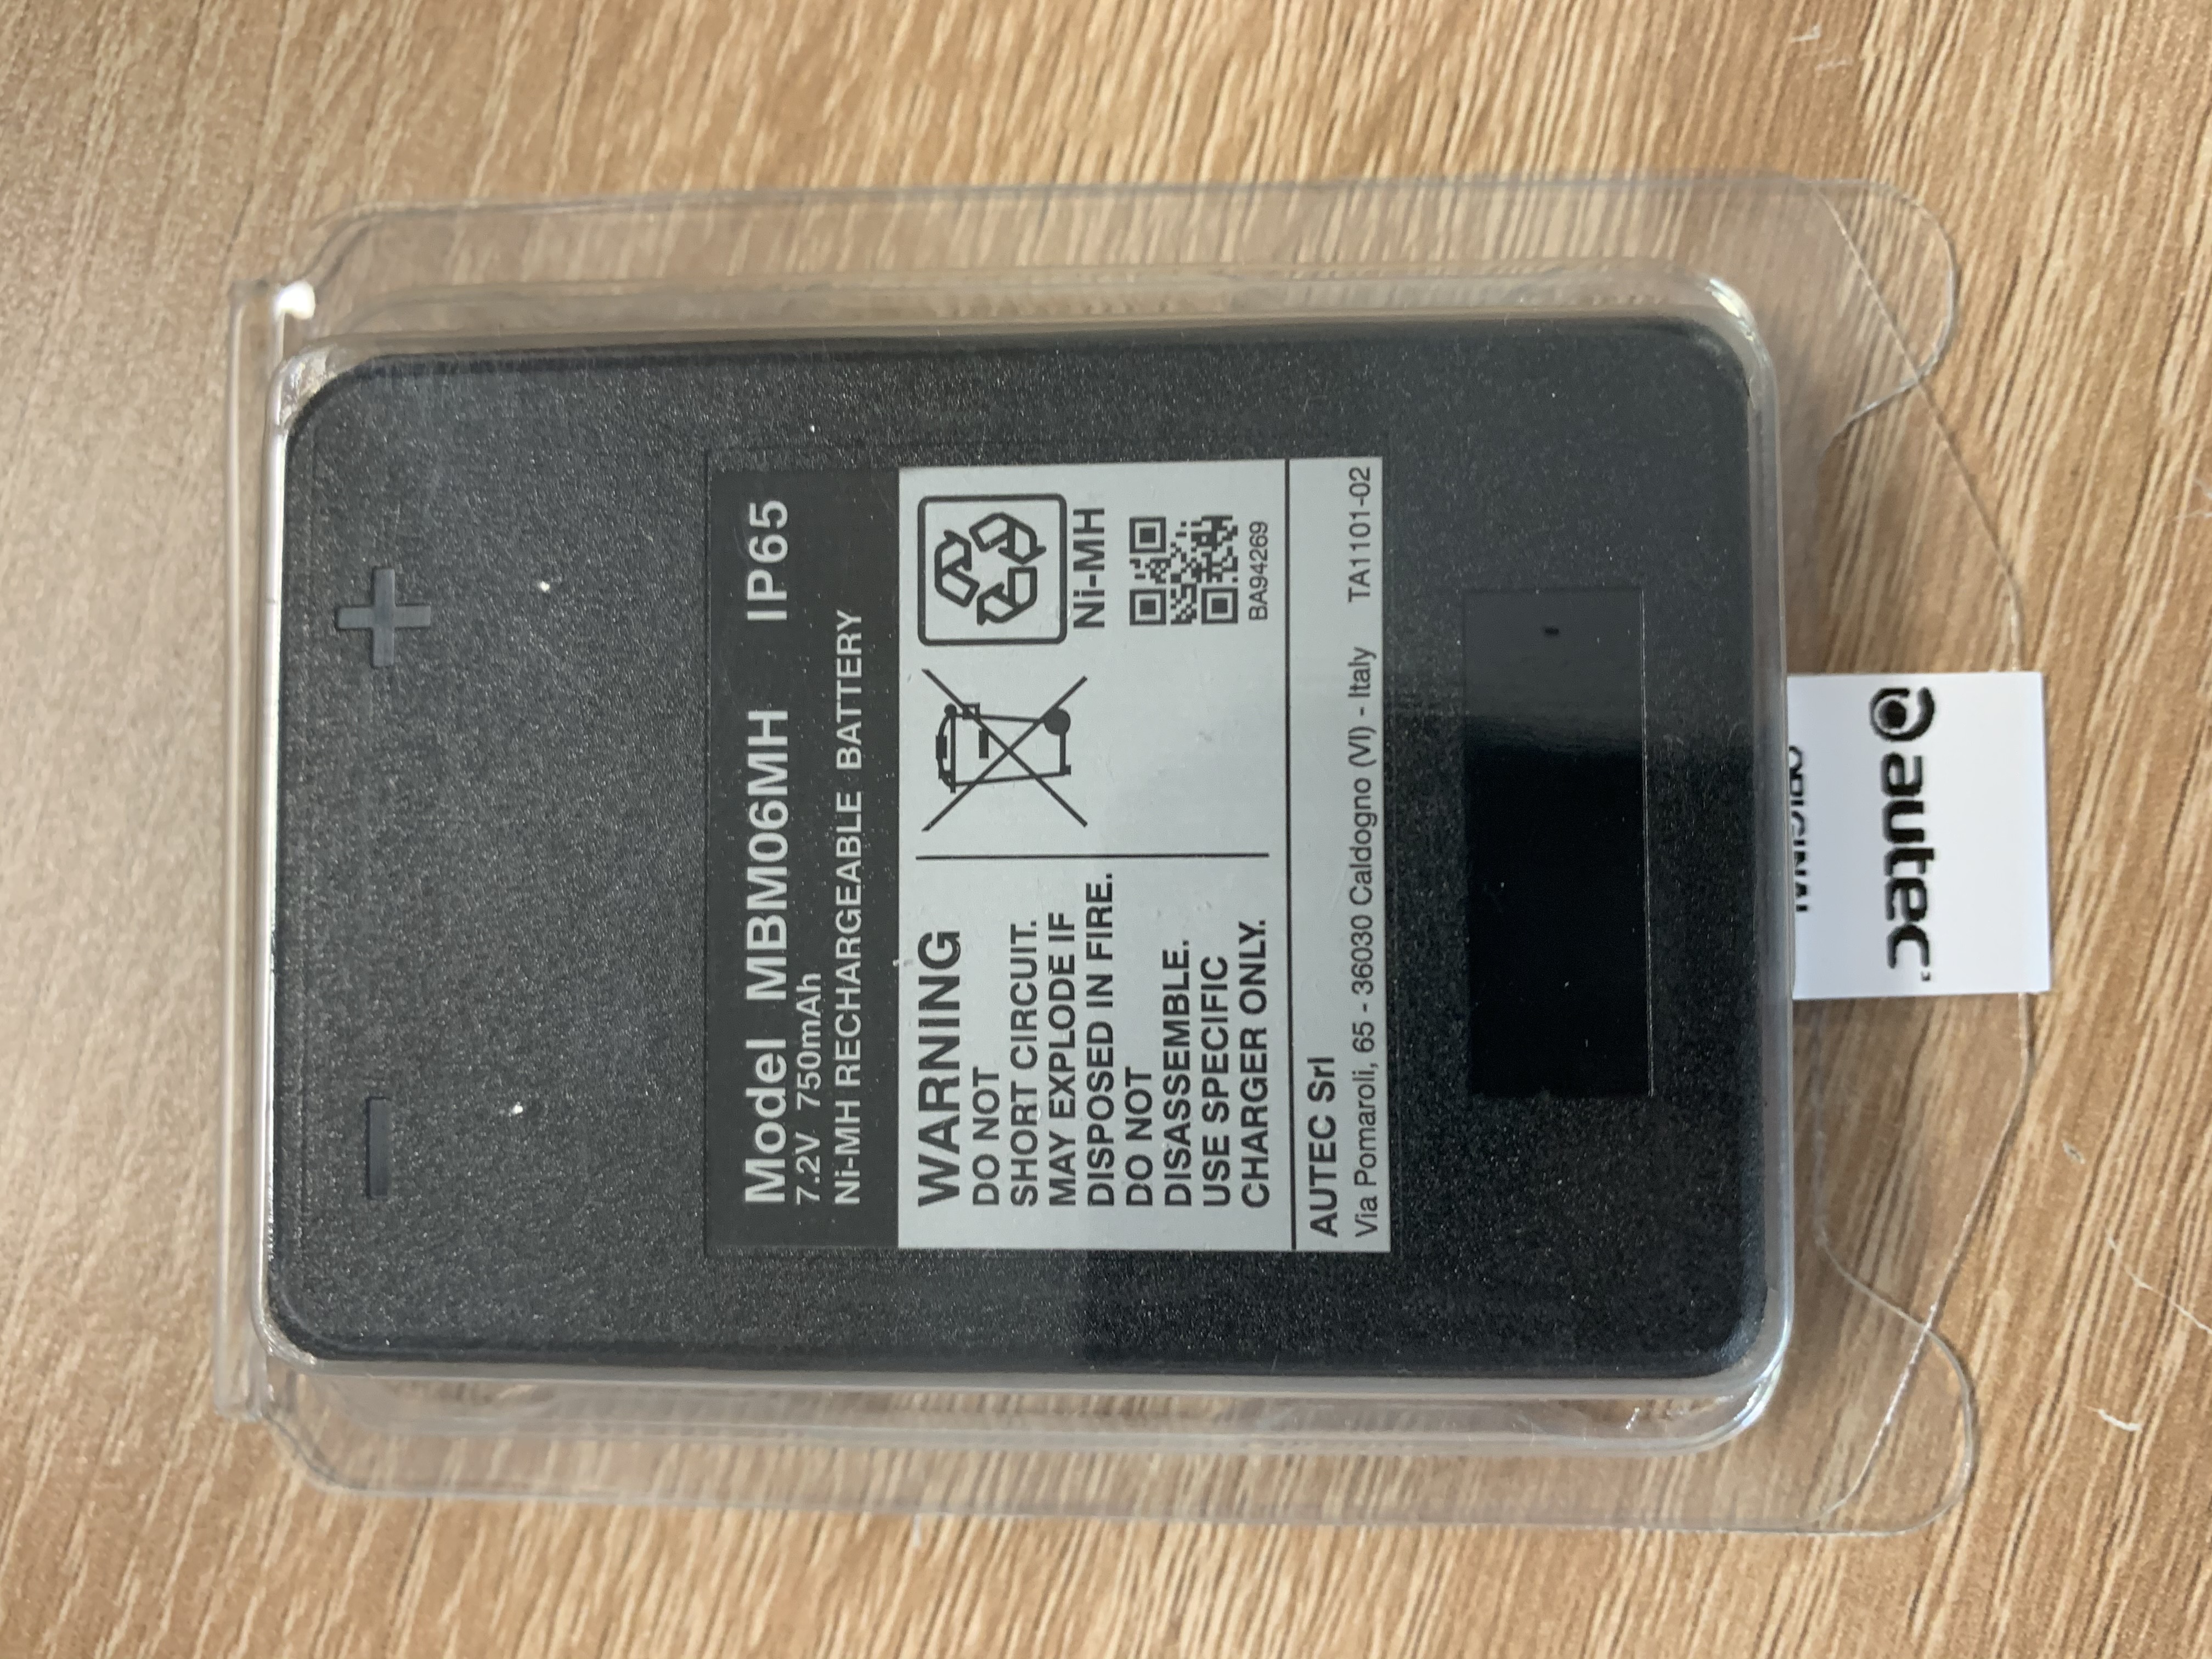 Model MBM06MH IP65
7.2V 750mAh
Ni-MH RECHARGEABLE BATTERY
WARNING
DO NOT
SHORT CIRCUIT.
MAY EXPLODE IF
DISPOSED IN FIRE.
DO NOT
DISASSEMBLE.
USE SPECIFIC
CHARGER ONLY.
Ni-MH
BA94269
AUTEC Srl
Via Pomaroli, 65 - 36030 Caldogno (VI) - Italy TA1101-02
autec